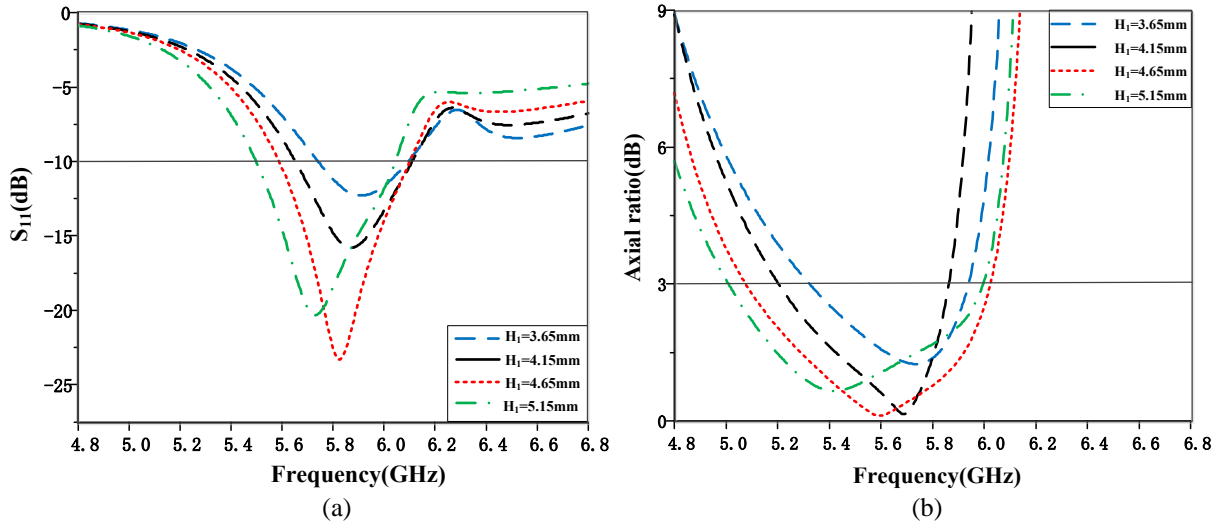 0
-5
-10
-15
-20
-25
4.8 5.0 5.2 5.4 5.6 5.8 6.0 6.2 6.4 6.6 6.8
S11(dB)
Frequency(GHz)
H1=3.65mm
H1=4.15mm
H1=4.65mm
H1=5.15mm
(a)
9
6
3
0
4.8 5.0 5.2 5.4 5.6 5.8 6.0 6.2 6.4 6.6 6.8
Axial ratio(dB)
Frequency(GHz)
H1=3.65mm
H1=4.15mm
H1=4.65mm
H1=5.15mm
(b)